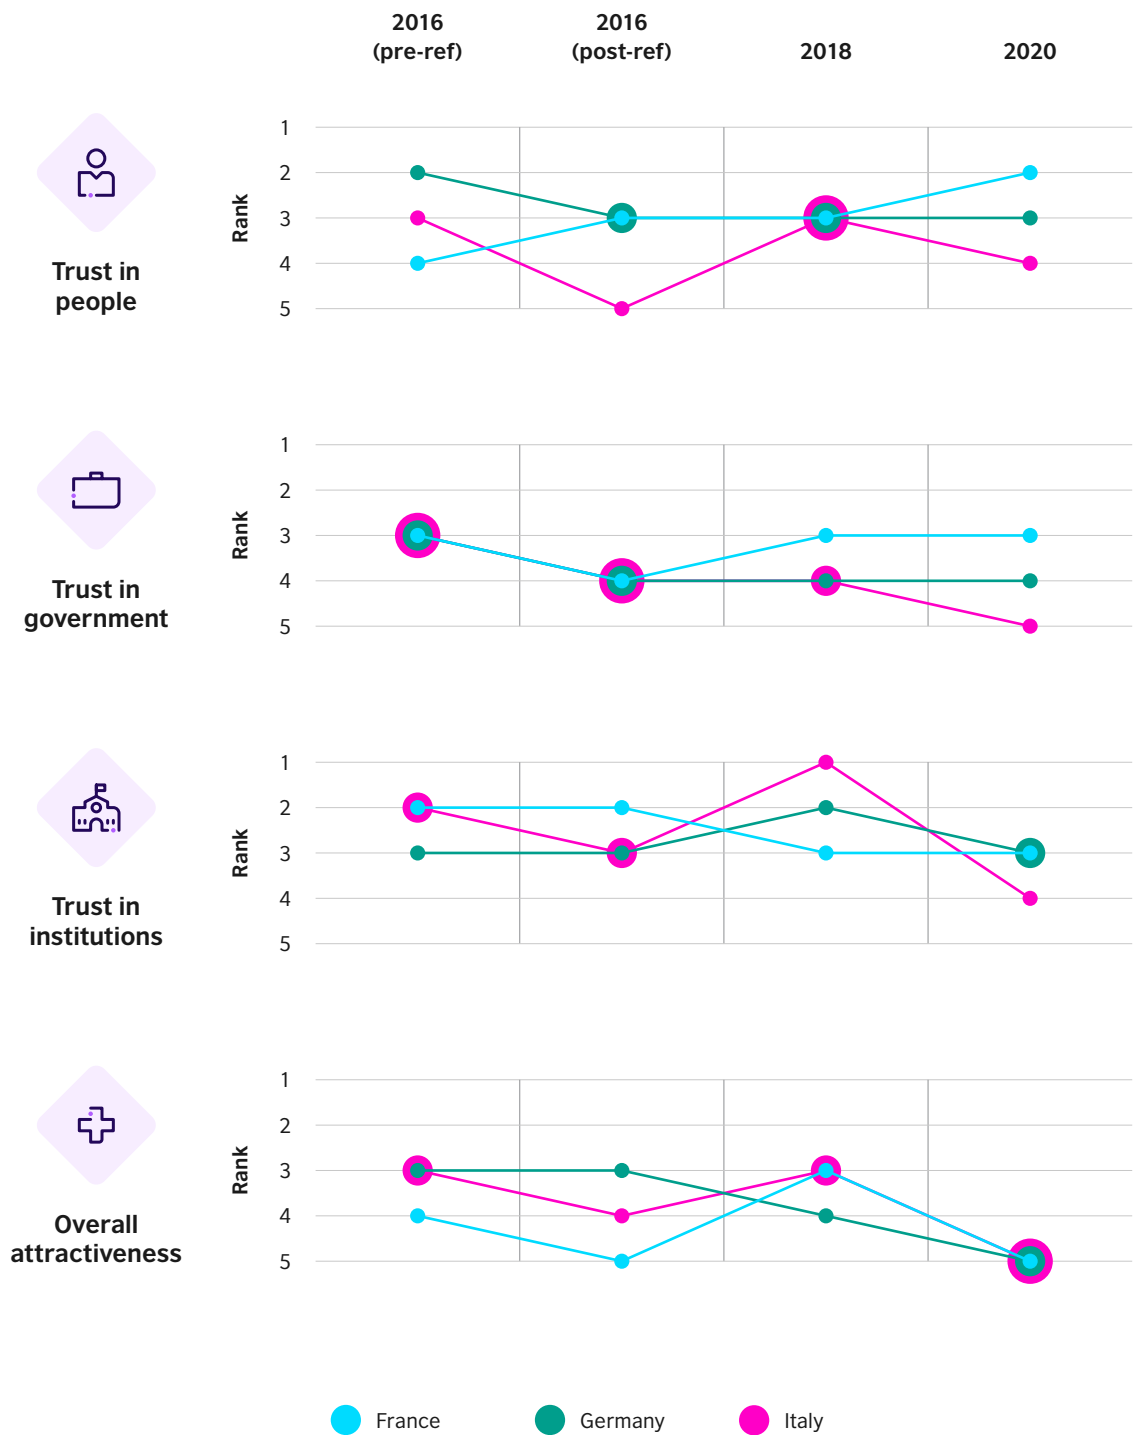 2016
(pre-ref)
2016
(post-ref)
2018
2020
Trust in
people
Rank
1
2
3
4
5
Trust in
government
Rank
1
2
3
4
5
Trust in
institutions
Rank
1
2
3
4
5
Overall
attractiveness
Rank
1
2
3
4
5
France
Germany
Italy